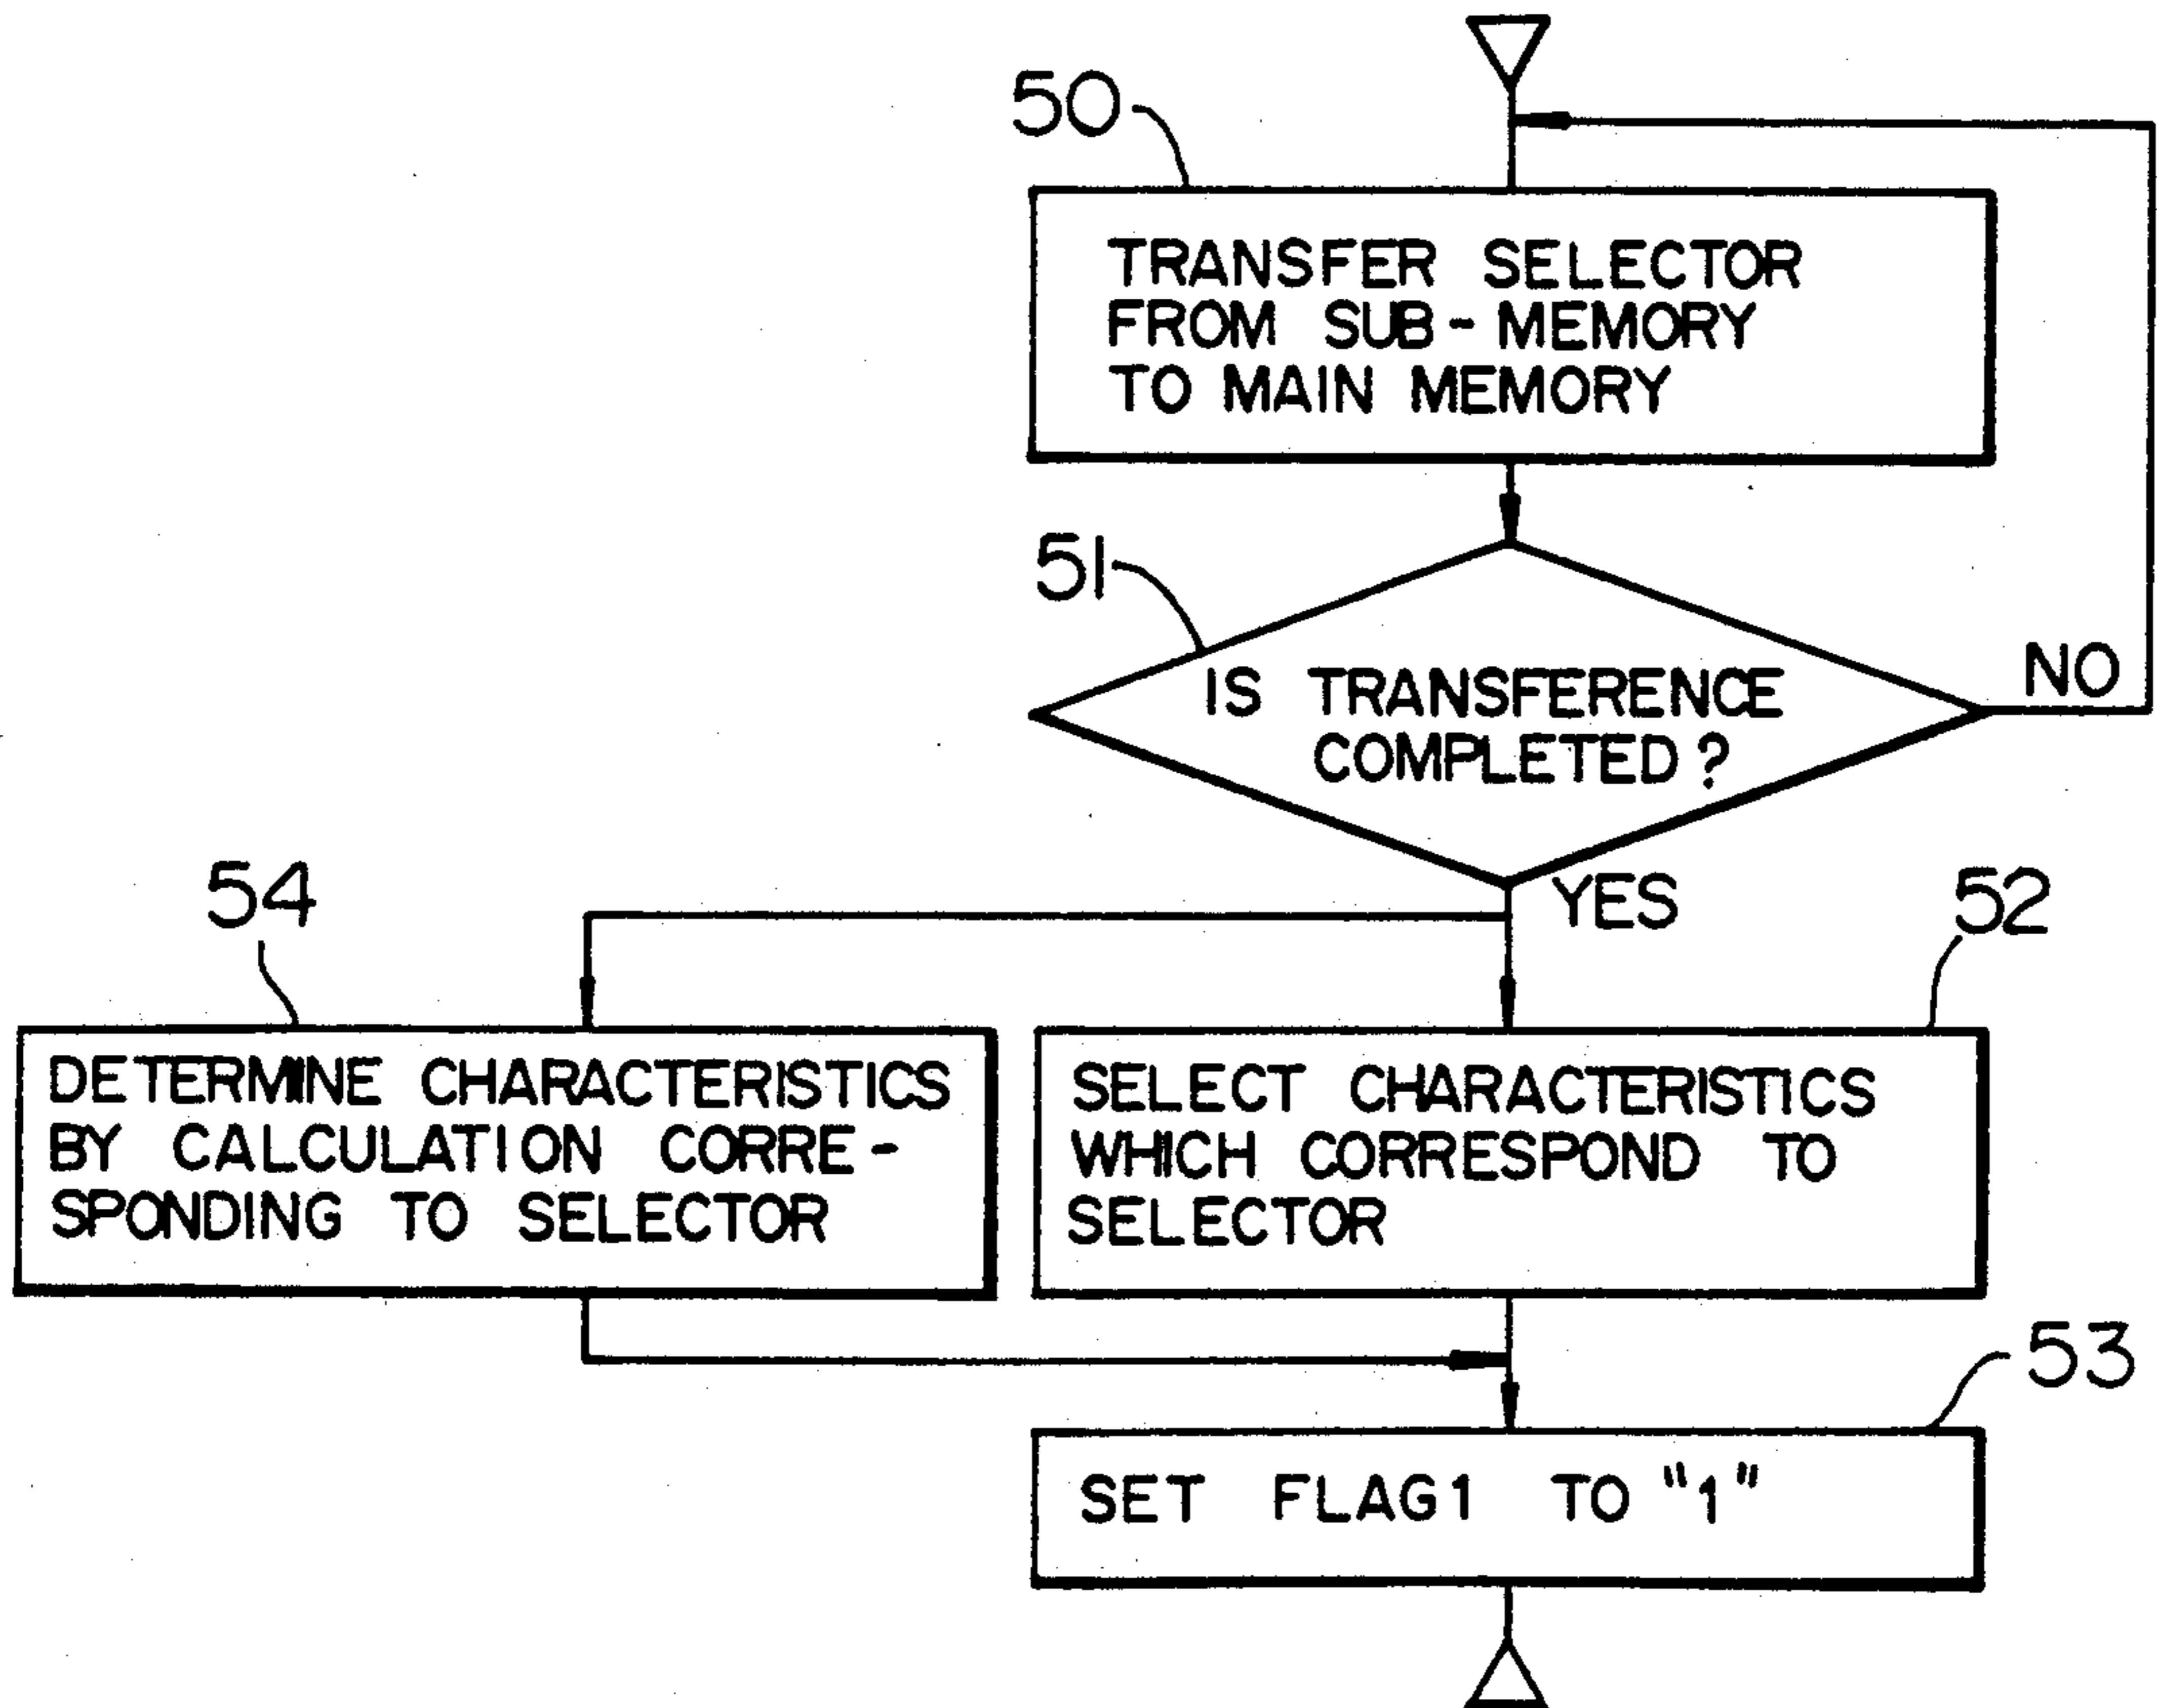 50
TRANSFER SELECTOR
FROM SUB-MEMORY
TO MAIN MEMORY
51
IS TRANSFERENCE
COMPLETED?
NO
YES
54
52
DETERMINE CHARACTERISTICS
BY CALCULATION CORRE-
SPONDING TO SELECTOR
SELECT CHARACTERISTICS
WHICH CORRESPOND TO
SELECTOR
53
SET FLAG1 TO "1"